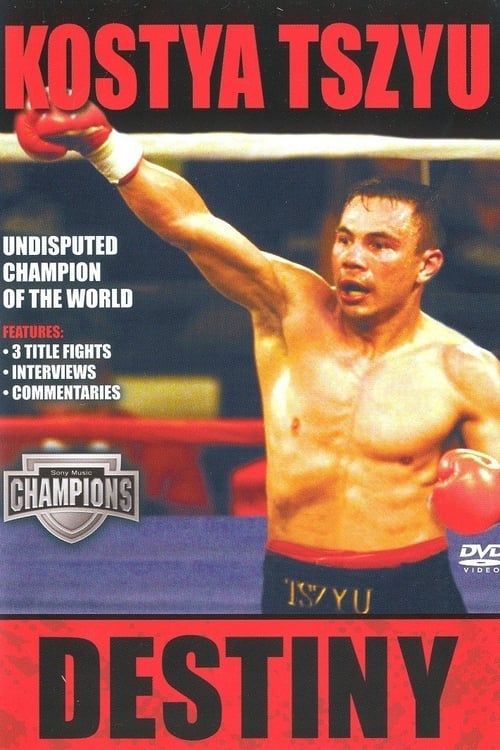 KOSTYA TSZYU
UNDISPUTED
CHAMPION
OF THE WORLD
FEATURES:
• 3 TITLE FIGHTS
• INTERVIEWS
• COMMENTARIES
Sony Music
CHAMPIONS
DVD
VIDEO
TSZYU
DESTINY